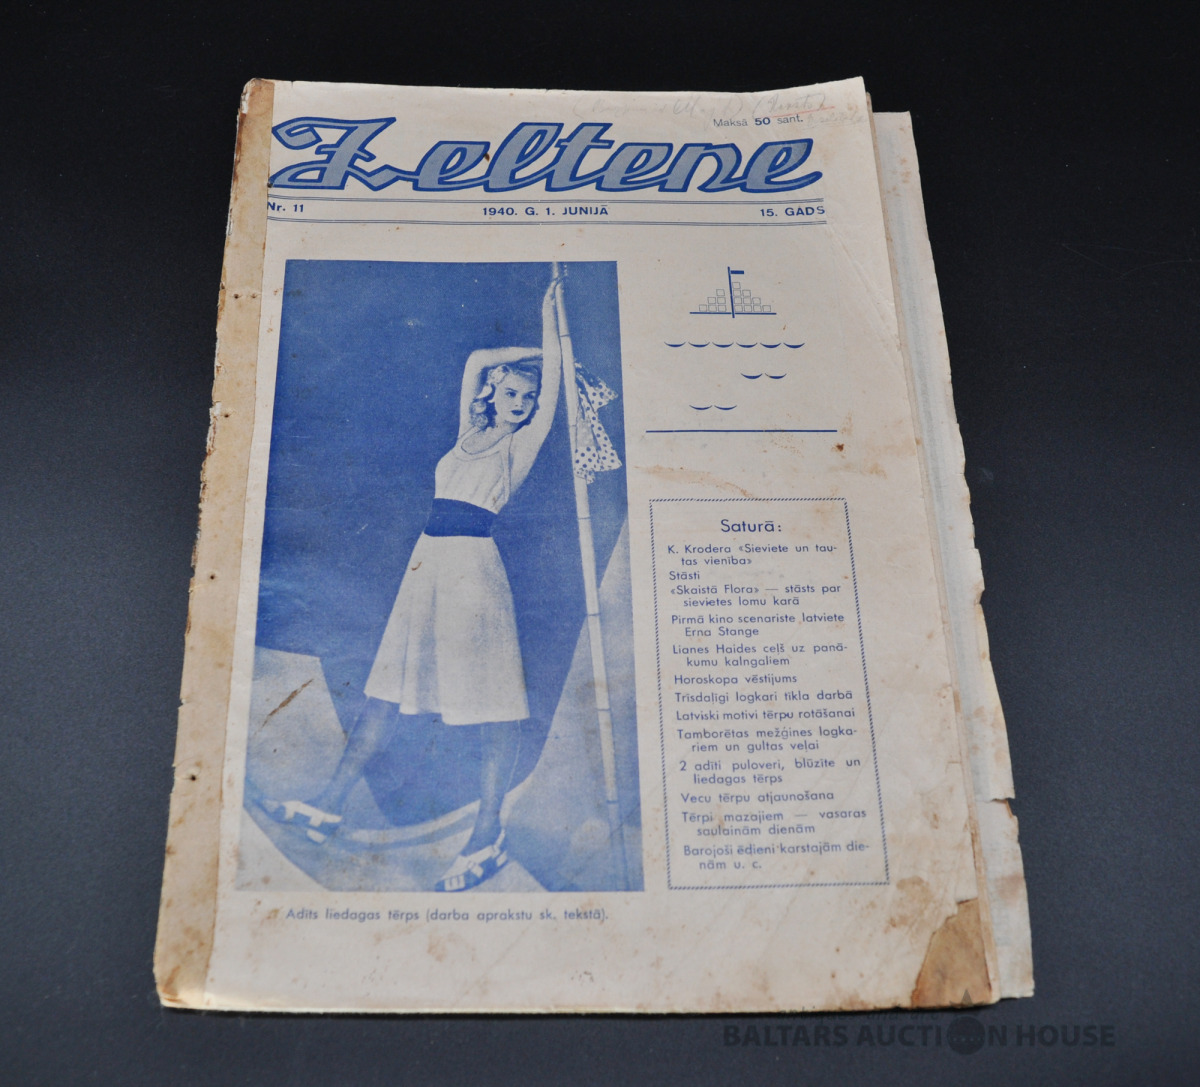 Maksā 50 sant.
Zeltene
Nr. 11
1940. G. 1. JUNIJĀ
15. GADS
Saturā:
K. Krodera «Sieviete un tau-
tas vienība»
Stāsti
«Skaistā Flora» — stāsts par
sievietes lomu karā
Pirmā kino scenariste latviete
Erna Stange
Lianes Haides ceļš uz panā-
kumu kalngaliem
Horoskopa vēstijums
Trīsdaļīgi logkari tīkla darbā
Latviski motivi tērpu rotāšanai
Tamborētas mežģines logka-
riem un gultas veļai
2 adīti puloveri, blūzīte un
liedagas tērps
Vecu tērpu atjaunošana
Tērpi mazajiem — vasaras
saulainām dienām
Barojoši ēdieni karstajām die-
nām u. c.
Adīts liedagas tērps (darba aprakstu sk. tekstā).
BALTARS AUCTION HOUSE